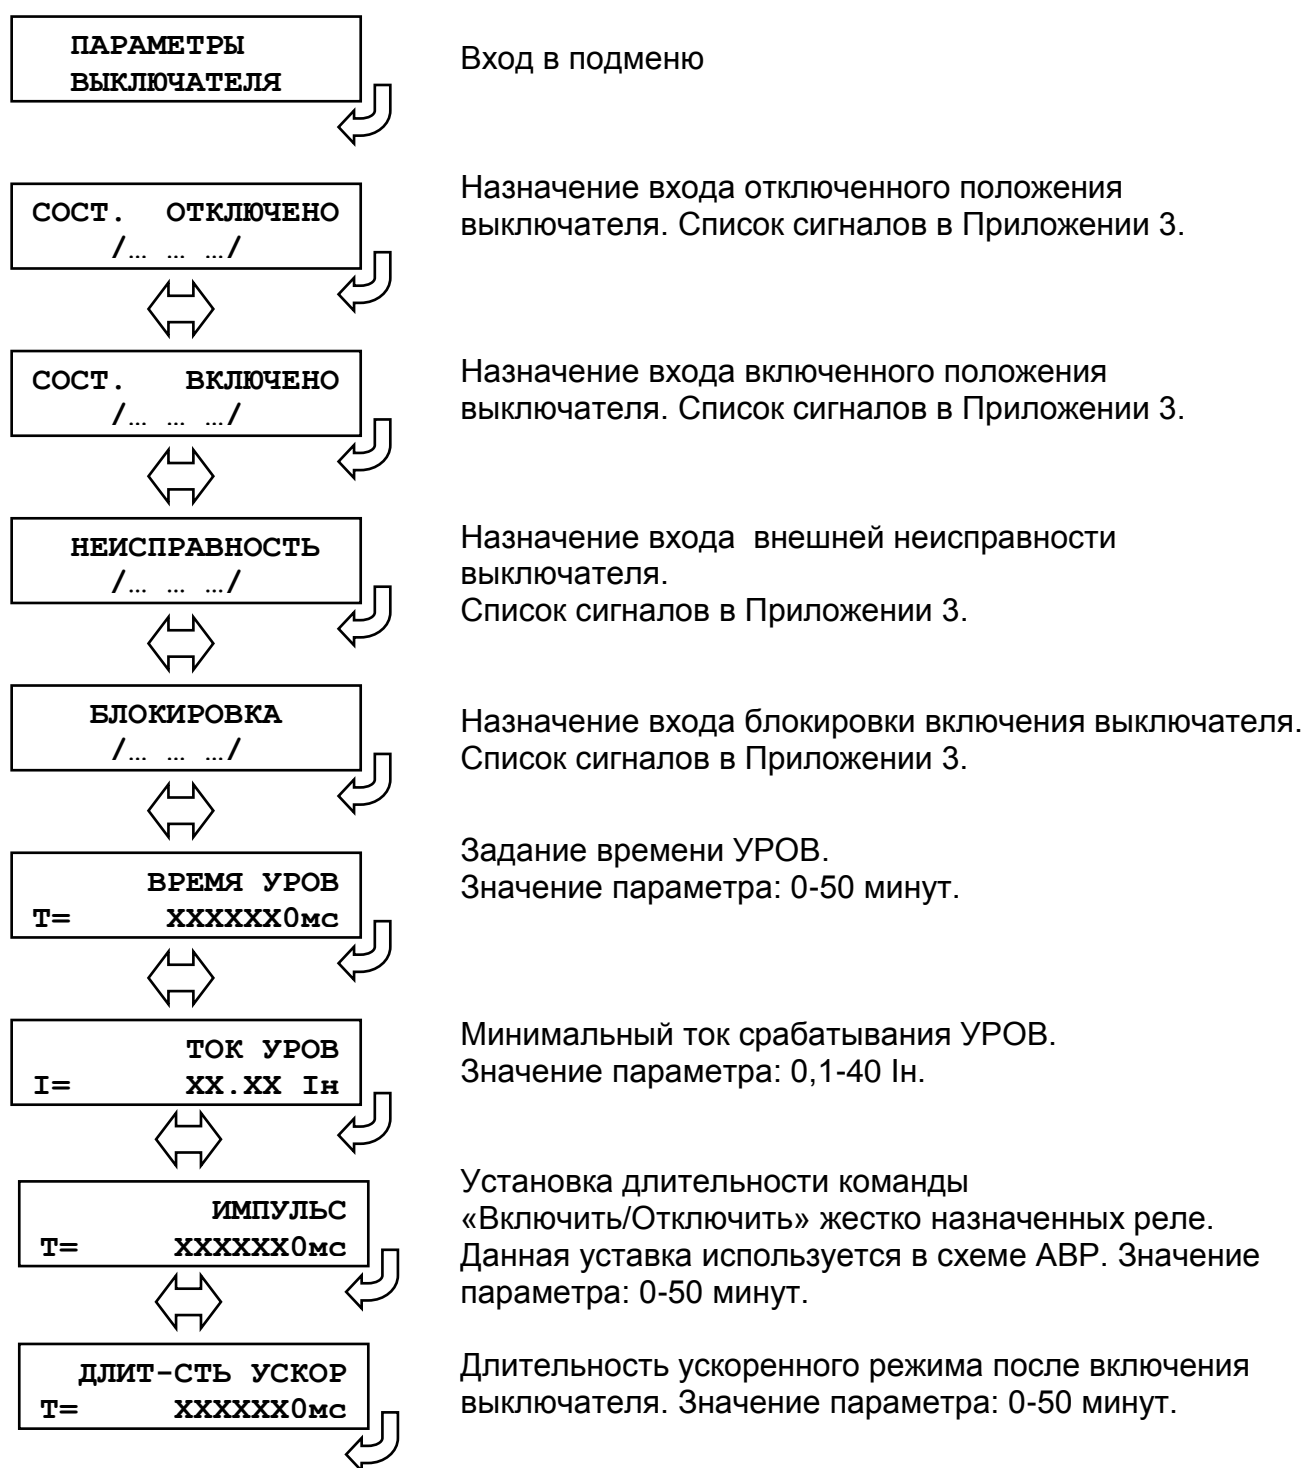 ПАРАМЕТРЫ
ВЫКЛЮЧАТЕЛЯ
Вход в подменю
СОСТ. ОТКЛЮЧЕНО
/… … …/
Назначение входа отключенного положения
выключателя. Список сигналов в Приложении 3.
СОСТ. ВКЛЮЧЕНО
/… … …/
Назначение входа включенного положения
выключателя. Список сигналов в Приложении 3.
НЕИСПРАВНОСТЬ
/… … …/
Назначение входа внешней неисправности
выключателя.
Список сигналов в Приложении 3.
БЛОКИРОВКА
/… … …/
Назначение входа блокировки включения выключателя.
Список сигналов в Приложении 3.
ВРЕМЯ УРОВ
Т= ХХХХХХ0мс
Задание времени УРОВ.
Значение параметра: 0-50 минут.
ТОК УРОВ
I= ХХ.ХХ Iн
Минимальный ток срабатывания УРОВ.
Значение параметра: 0,1-40 Iн.
ИМПУЛЬС
Т= ХХХХХХ0мс
Установка длительности команды
«Включить/Отключить» жестко назначенных реле.
Данная уставка используется в схеме АВР. Значение
параметра: 0-50 минут.
ДЛИТ-СТЬ УСКОР
Т= ХХХХХХ0мс
Длительность ускоренного режима после включения
выключателя. Значение параметра: 0-50 минут.